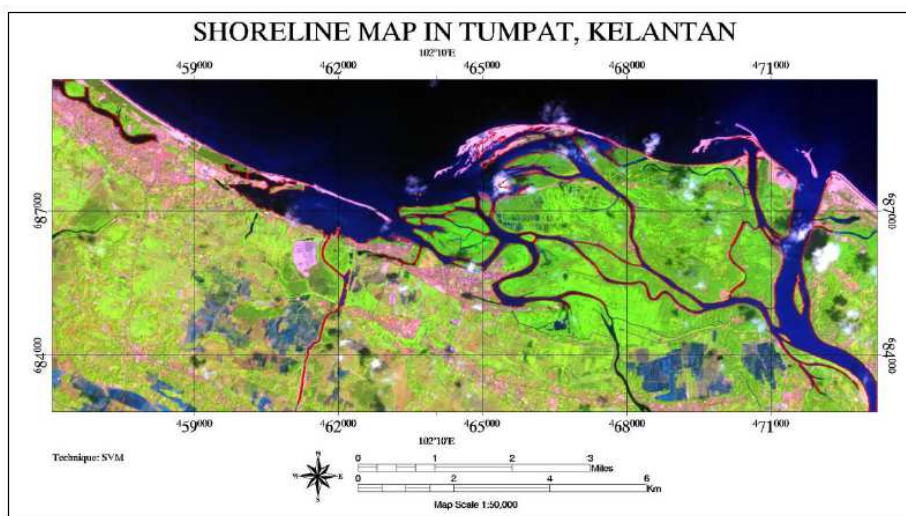 SHORELINE MAP IN TUMPAT, KELANTAN
102°10'E
459000 462000 465000 468000 471000
687000 687000
684000 684000
459000 462000 465000 468000 471000
102°10'E
Technique: SVM
N
W E
S
0 1 2 3
Miles
0 2 4 6
Km
Map Scale 1:50,000